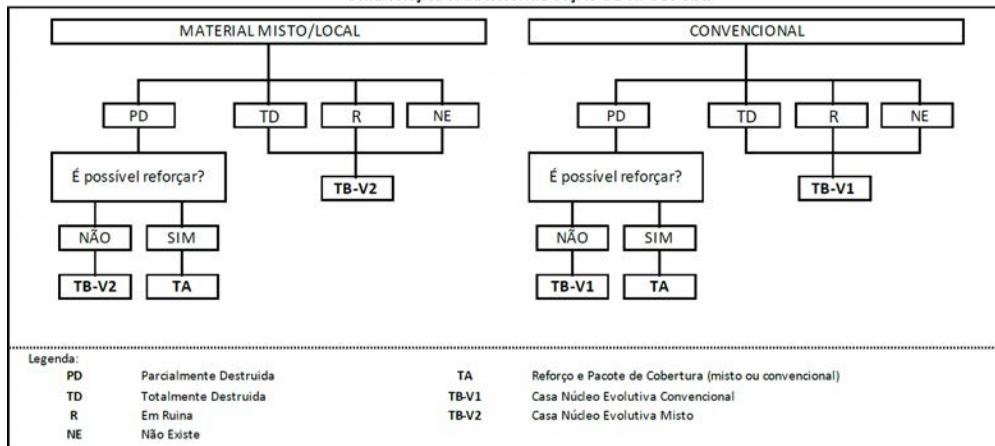 MATERIAL MISTO/LOCAL
PD TD R NE
É possível reforçar?
TB-V2
NÃO SIM
TB-V2 TA
CONVENCIONAL
PD TD R NE
É possível reforçar?
TB-V1
NÃO SIM
TB-V1 TA
Legenda:
PD Parcialmente Destruida
TD Totalmente Destruida
R Em Ruina
NE Não Existe
TA Reforço e Pacote de Cobertura (misto ou convencional)
TB-V1 Casa Núcleo Evolutiva Convencional
TB-V2 Casa Núcleo Evolutiva Misto